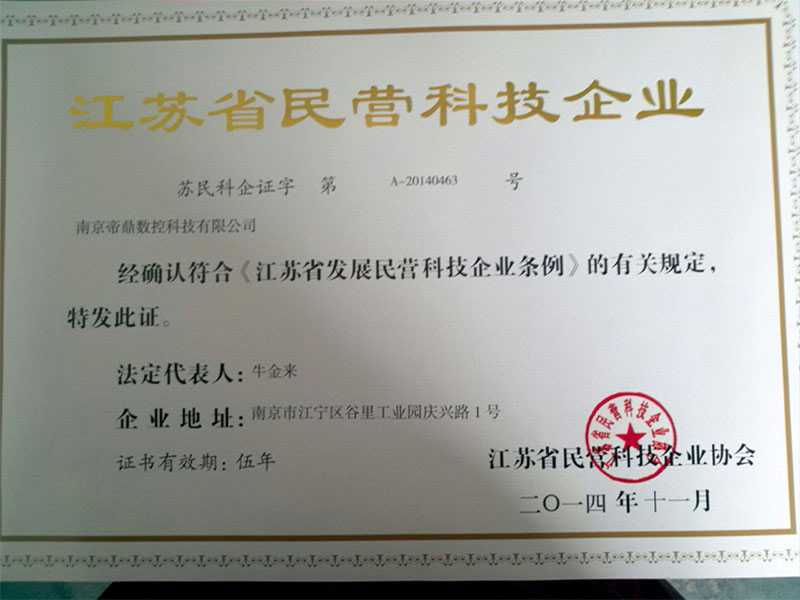 江苏省民营科技企业
苏民科企证字 第 A-20140463 号
南京帝鼎数控科技有限公司
经确认符合《江苏省发展民营科技企业条例》的有关规定，
特发此证。
法定代表人：牛金来
企业地址：南京市江宁区谷里工业园庆兴路1号
证书有效期：伍年
江苏省民营科技企业协会
二〇一四年十一月